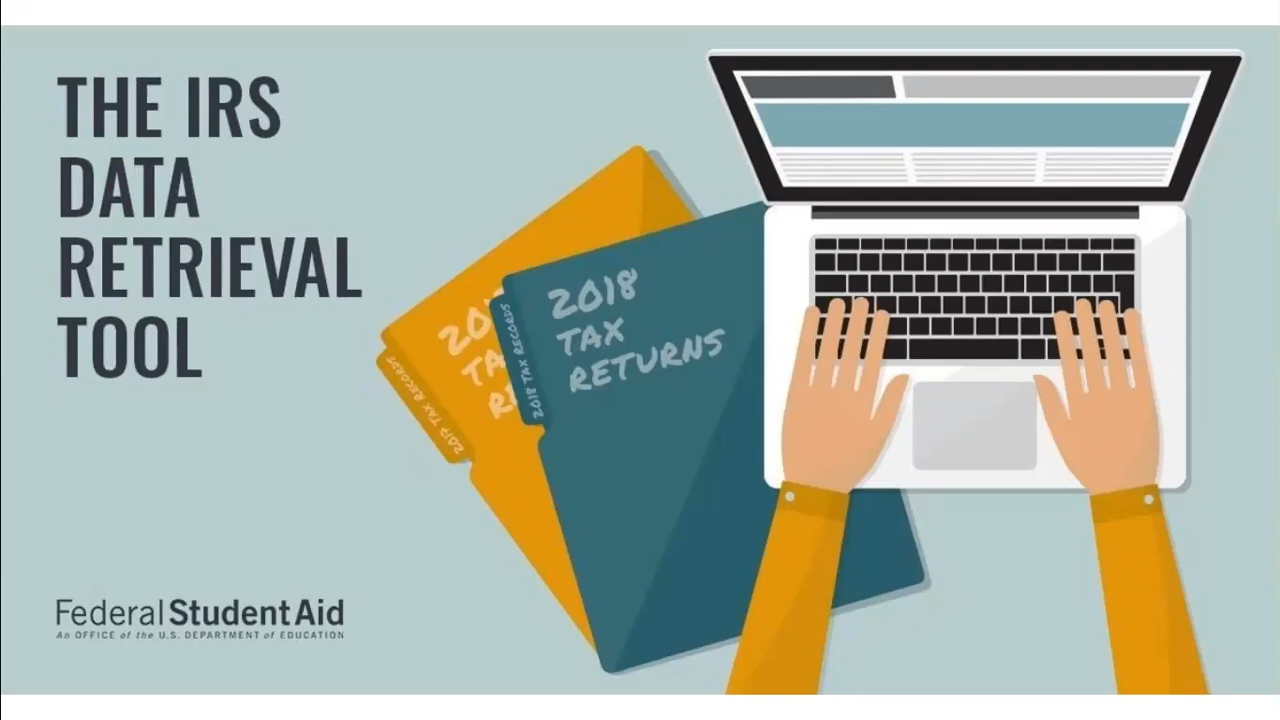 THE IRS
DATA
RETRIEVAL
TOOL
2018
TAX
RETURNS
2018 TAX RECORDS
2017 TAX RECORDS
Federal Student Aid
An OFFICE of the U.S. DEPARTMENT of EDUCATION